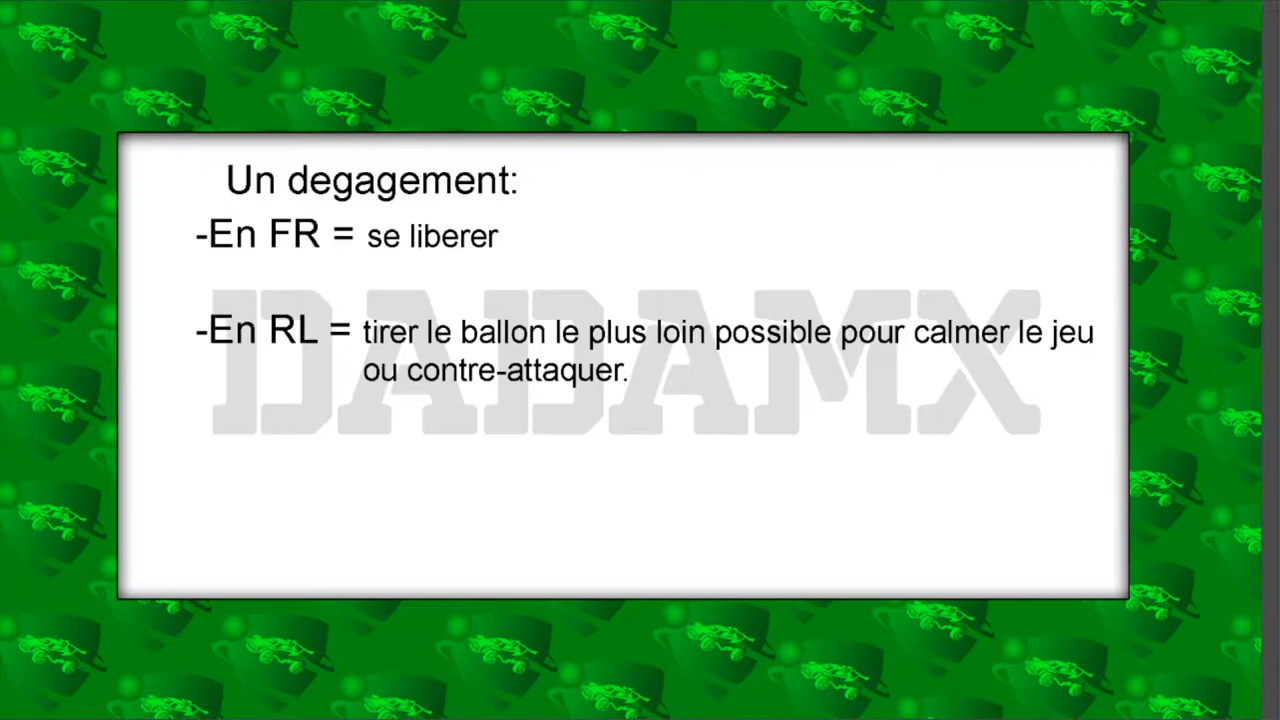 Un degagement:
-En FR = se liberer
-En RL = tirer le ballon le plus loin possible pour calmer le jeu
ou contre-attaquer.
DADAMX